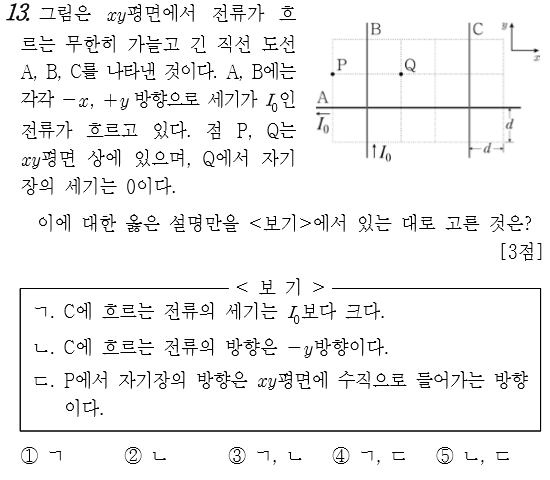 13. 그림은 xy평면에서 전류가 흐
르는 무한히 가늘고 긴 직선 도선
A, B, C를 나타낸 것이다. A, B에는
각각 −x, +y 방향으로 세기가 I₀인
전류가 흐르고 있다. 점 P, Q는
xy평면 상에 있으며, Q에서 자기
장의 세기는 0이다.
B
C
y
x
P
Q
A
I₀
d
I₀
d
이에 대한 옳은 설명만을 <보기>에서 있는 대로 고른 것은?
[3점]
< 보 기 >
ㄱ. C에 흐르는 전류의 세기는 I₀보다 크다.
ㄴ. C에 흐르는 전류의 방향은 −y방향이다.
ㄷ. P에서 자기장의 방향은 xy평면에 수직으로 들어가는 방향
이다.
① ㄱ ② ㄴ ③ ㄱ, ㄴ ④ ㄱ, ㄷ ⑤ ㄴ, ㄷ